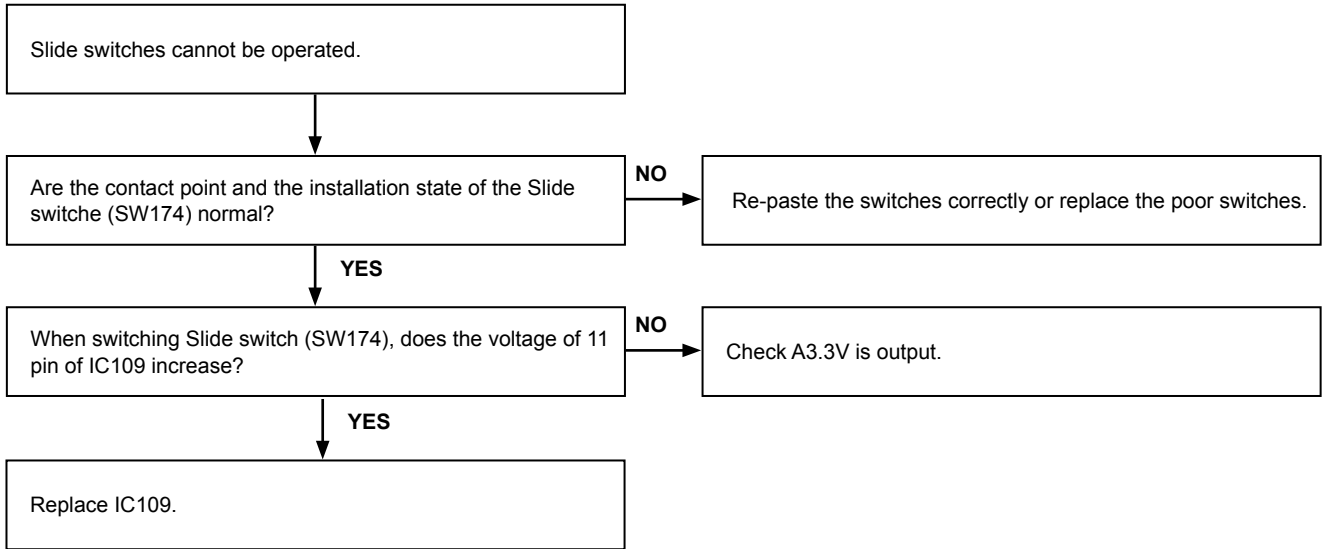 Slide switches cannot be operated.
Are the contact point and the installation state of the Slide
switche (SW174) normal?
NO
Re-paste the switches correctly or replace the poor switches.
YES
When switching Slide switch (SW174), does the voltage of 11
pin of IC109 increase?
NO
Check A3.3V is output.
YES
Replace IC109.